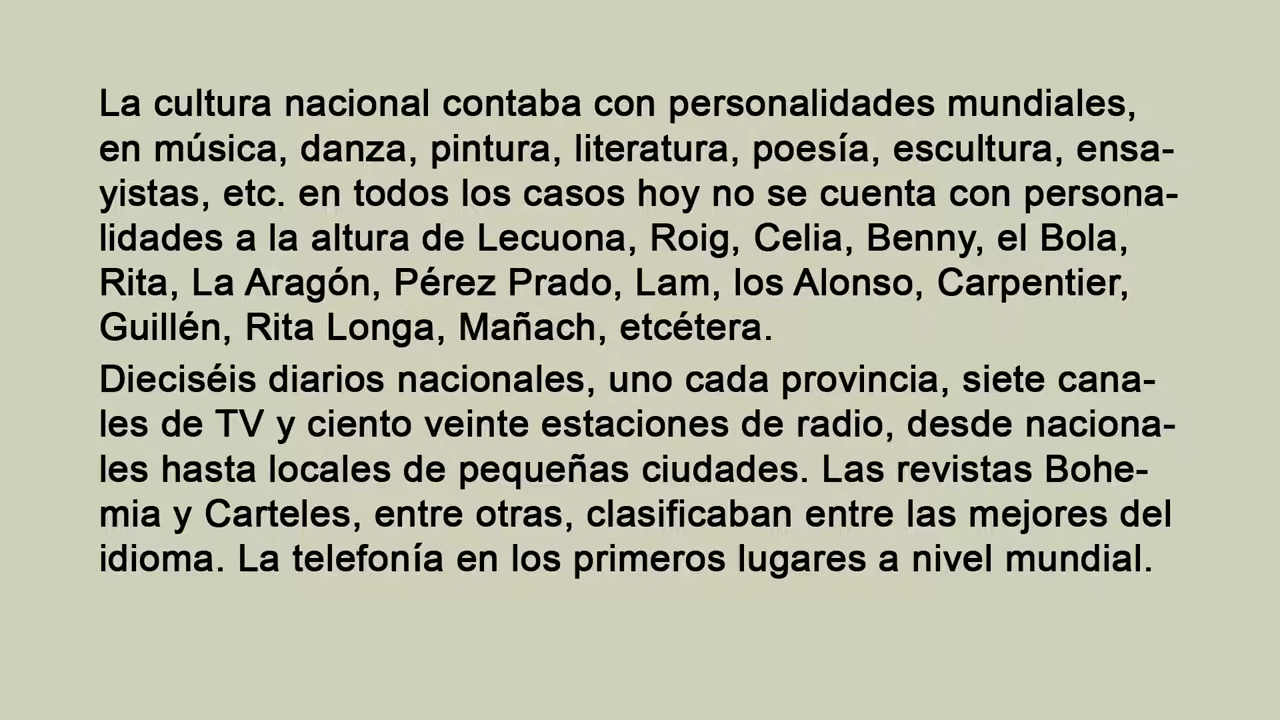 La cultura nacional contaba con personalidades mundiales,
en música, danza, pintura, literatura, poesía, escultura, ensa-
yistas, etc. en todos los casos hoy no se cuenta con persona-
lidades a la altura de Lecuona, Roig, Celia, Benny, el Bola,
Rita, La Aragón, Pérez Prado, Lam, los Alonso, Carpentier,
Guillén, Rita Longa, Mañach, etcétera.
Dieciséis diarios nacionales, uno cada provincia, siete cana-
les de TV y ciento veinte estaciones de radio, desde naciona-
les hasta locales de pequeñas ciudades. Las revistas Bohe-
mia y Carteles, entre otras, clasificaban entre las mejores del
idioma. La telefonía en los primeros lugares a nivel mundial.